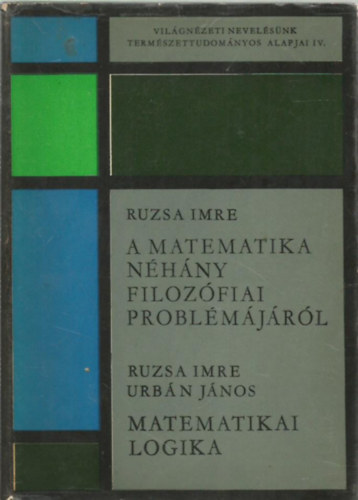 VILÁGNÉZETI NEVELÉSÜNK
TERMÉSZETTUDOMÁNYOS ALAPJAI IV.
RUZSA IMRE
A MATEMATIKA
NÉHÁNY
FILOZÓFIAI
PROBLÉMÁJÁRÓL
RUZSA IMRE
URBÁN JÁNOS
MATEMATIKAI
LOGIKA